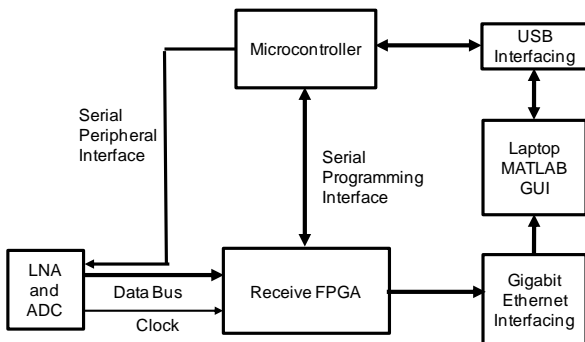 Microcontroller
USB
Interfacing
Serial
Peripheral
Interface
Serial
Programming
Interface
Laptop
MATLAB
GUI
LNA
and
ADC
Data Bus
Clock
Receive FPGA
Gigabit
Ethernet
Interfacing